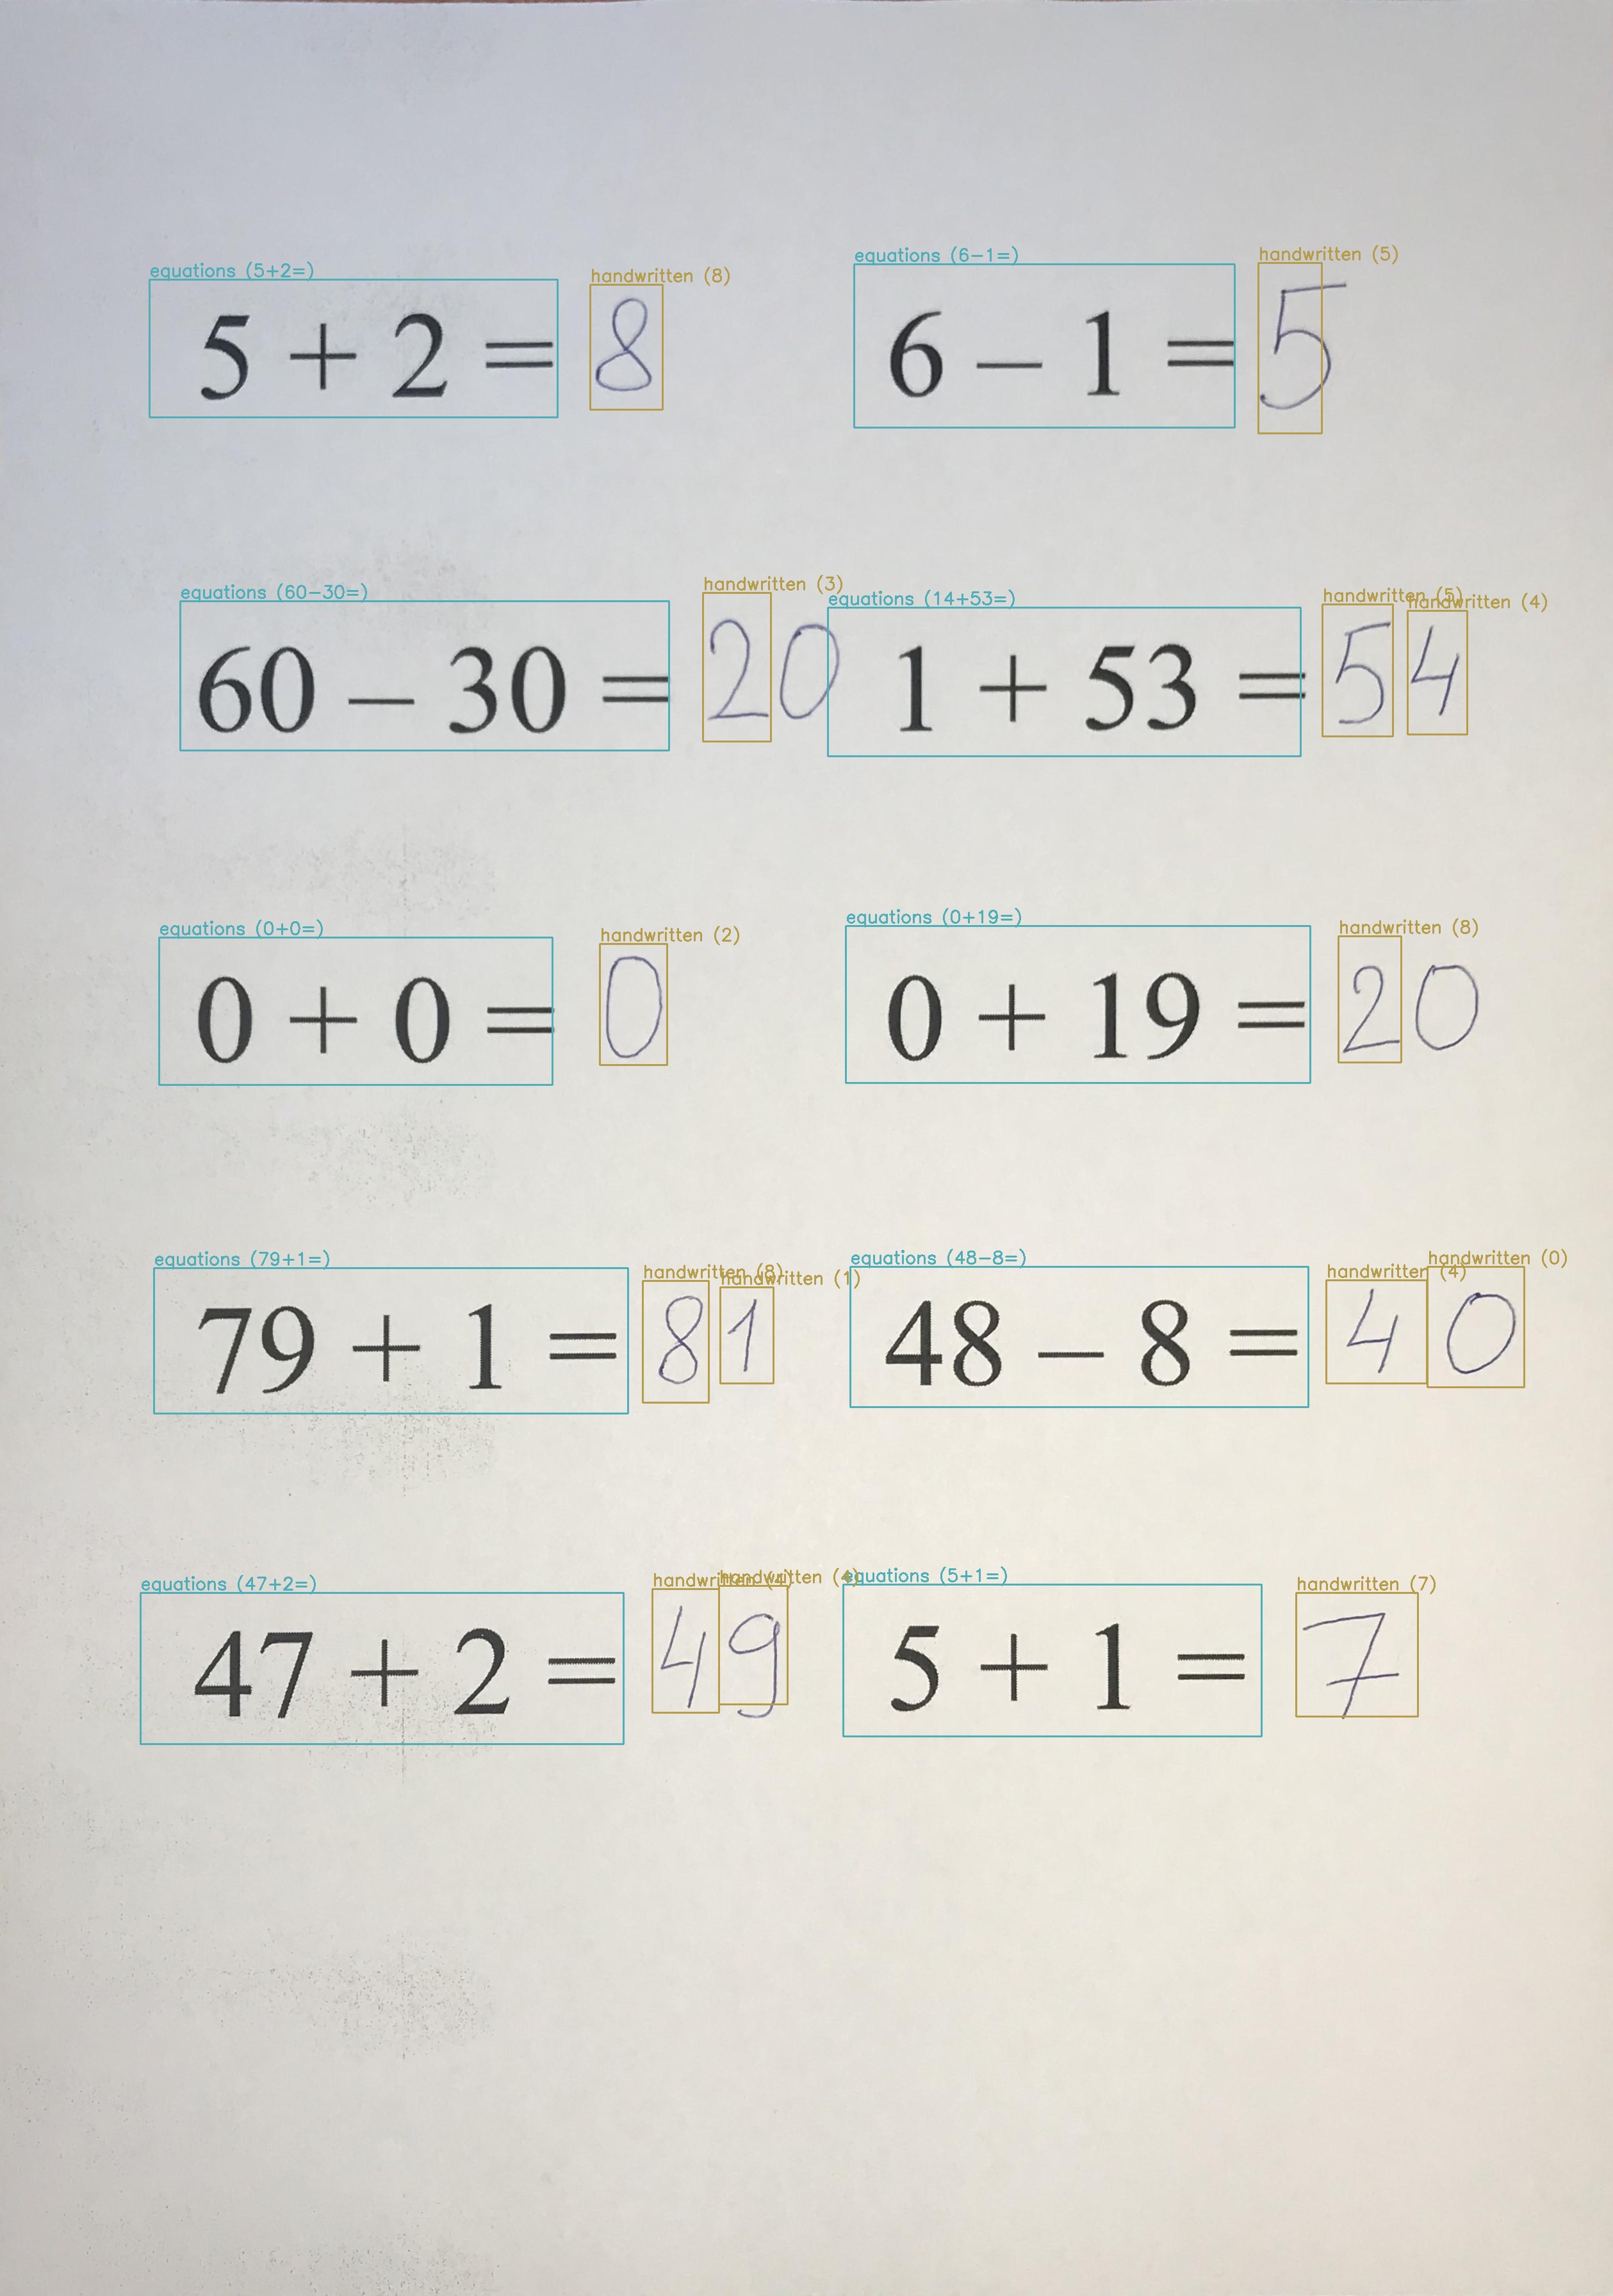 equations (5+2=) handwritten (8) equations (6-1=) handwritten (5)
5 + 2 = 8 6 – 1 = 5
equations (60-30=) handwritten (3) equations (14+53=) handwritten (5) handwritten (4)
60 – 30 = 20 1 + 53 = 54
equations (0+0=) handwritten (2) equations (0+19=) handwritten (8)
0 + 0 = 0 0 + 19 = 20
equations (79+1=) handwritten (8) handwritten (1) equations (48-8=) handwritten (4) handwritten (0)
79 + 1 = 81 48 – 8 = 40
equations (47+2=) handwritten (4) handwritten equations (5+1=) handwritten (7)
47 + 2 = 49 5 + 1 = 7